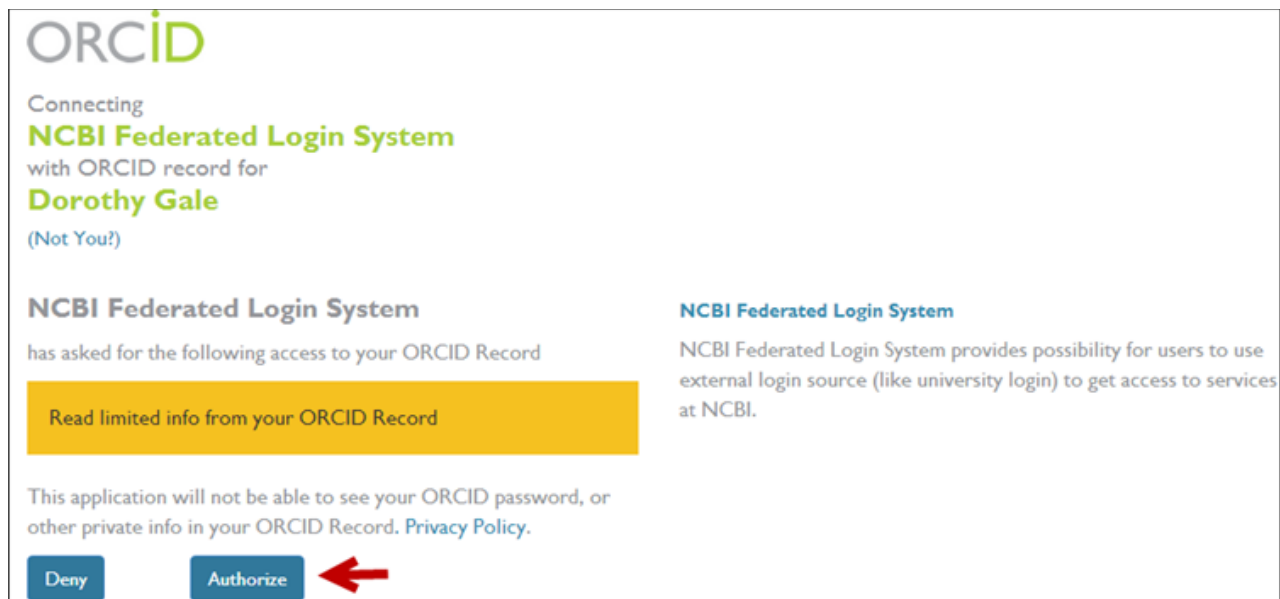 ORCID
Connecting
NCBI Federated Login System
with ORCID record for
Dorothy Gale
(Not You?)
NCBI Federated Login System
has asked for the following access to your ORCID Record
Read limited info from your ORCID Record
This application will not be able to see your ORCID password, or
other private info in your ORCID Record. Privacy Policy.
Deny
Authorize
NCBI Federated Login System
NCBI Federated Login System provides possibility for users to use
external login source (like university login) to get access to services
at NCBI.